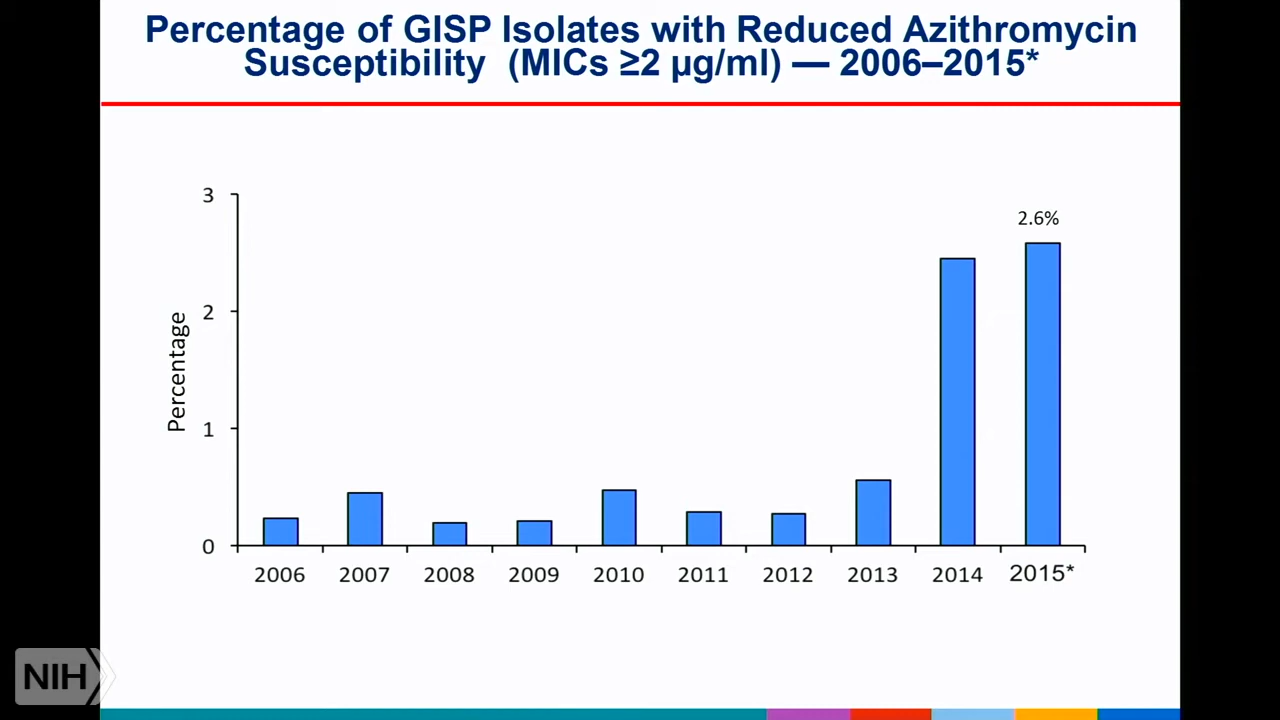 Percentage of GISP Isolates with Reduced Azithromycin
Susceptibility (MICs ≥2 µg/ml) — 2006–2015*
3
2.6%
2
Percentage
1
0
2006 2007 2008 2009 2010 2011 2012 2013 2014 2015*
NIH